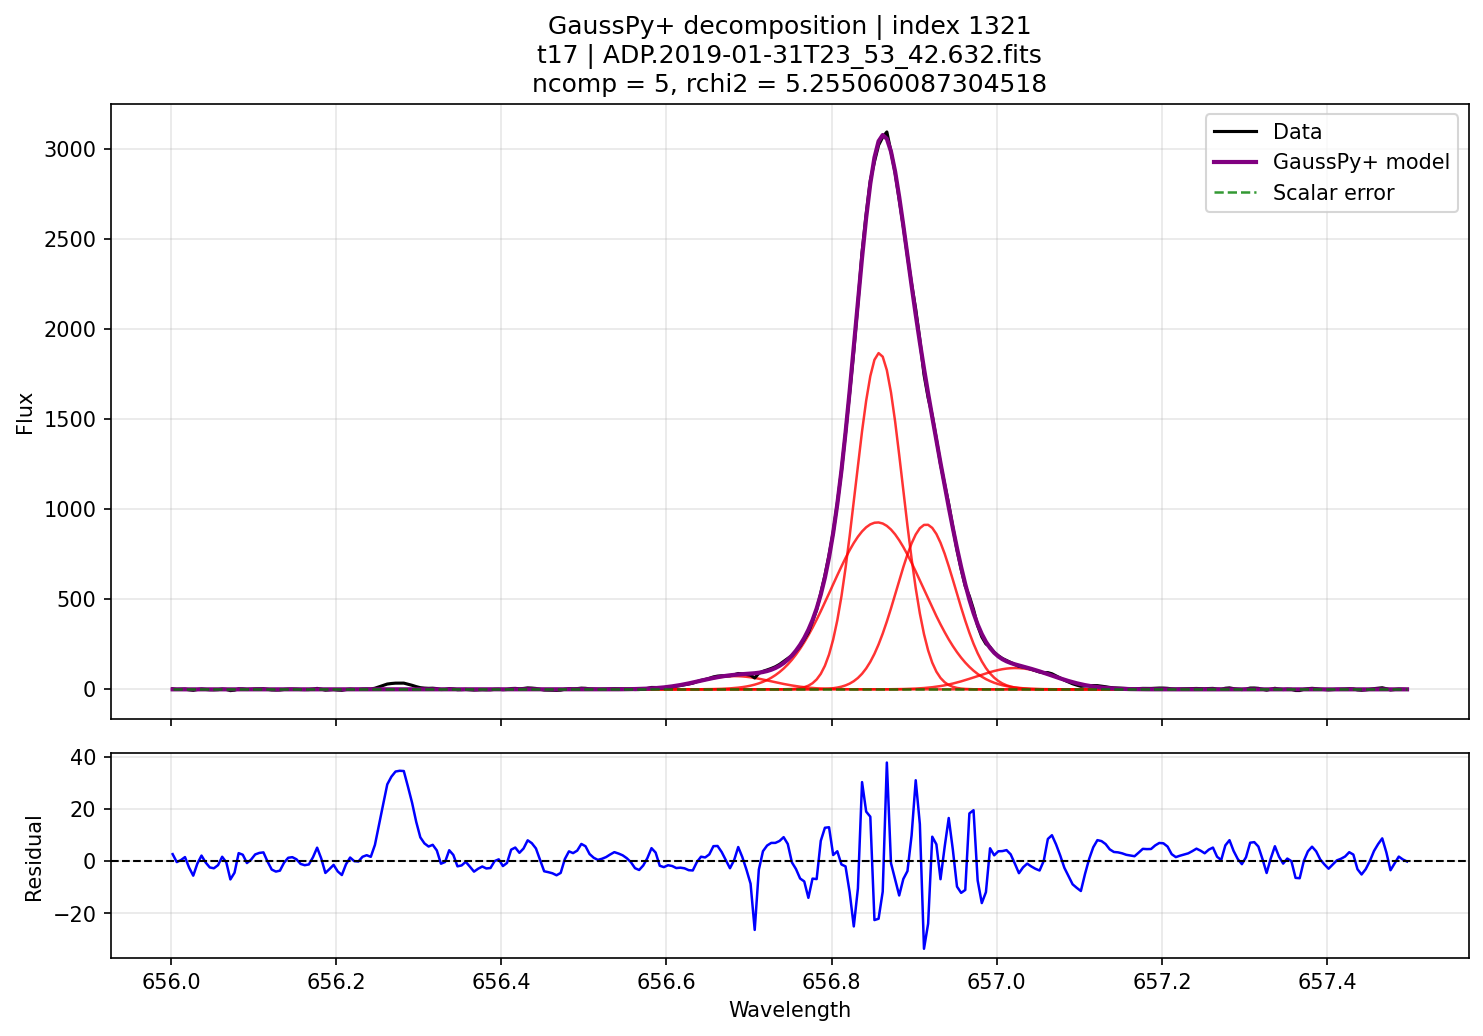 GaussPy+ decomposition | index 1321
t17 | ADP.2019-01-31T23_53_42.632.fits
ncomp = 5, rchi2 = 5.255060087304518
Data
GaussPy+ model
Scalar error
3000
2500
2000
1500
1000
500
0
Flux
40
20
0
−20
Residual
656.0 656.2 656.4 656.6 656.8 657.0 657.2 657.4
Wavelength